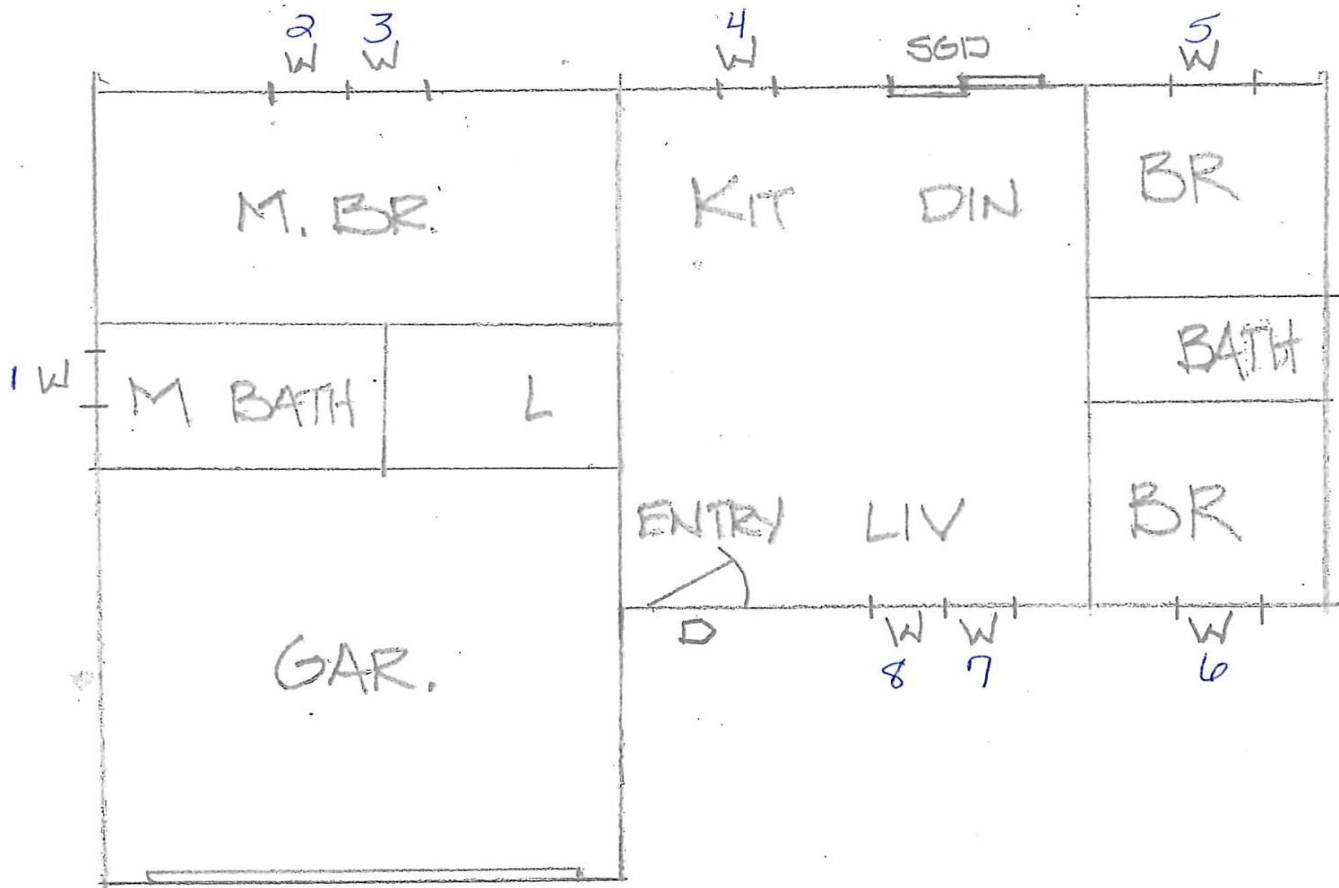 2 3 4 5
W W W SGD W
M. BR. KIT DIN BR
1 W M BATH L BATH
ENTRY LIV BR
D W W W
8 7 6
GAR.